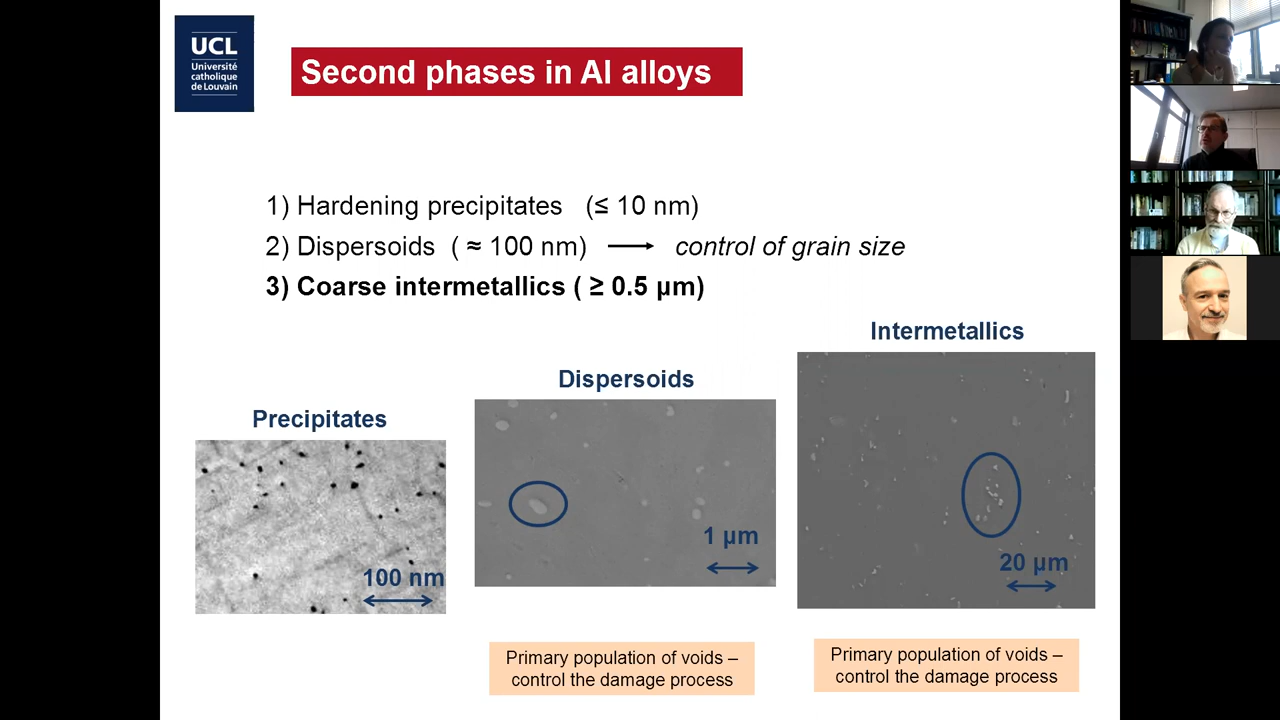 UCL
Université
catholique
de Louvain
Second phases in Al alloys
1) Hardening precipitates (≤ 10 nm)
2) Dispersoids ( ≈ 100 nm) → control of grain size
3) Coarse intermetallics ( ≥ 0.5 µm)
Intermetallics
Dispersoids
Precipitates
100 nm
1 µm
20 µm
Primary population of voids –
control the damage process
Primary population of voids –
control the damage process